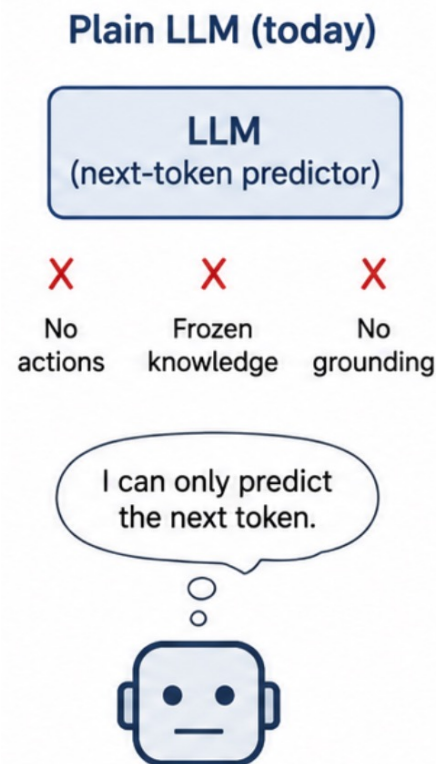 Plain LLM (today)
LLM
(next-token predictor)
X X X
No Frozen No
actions knowledge grounding
I can only predict
the next token.